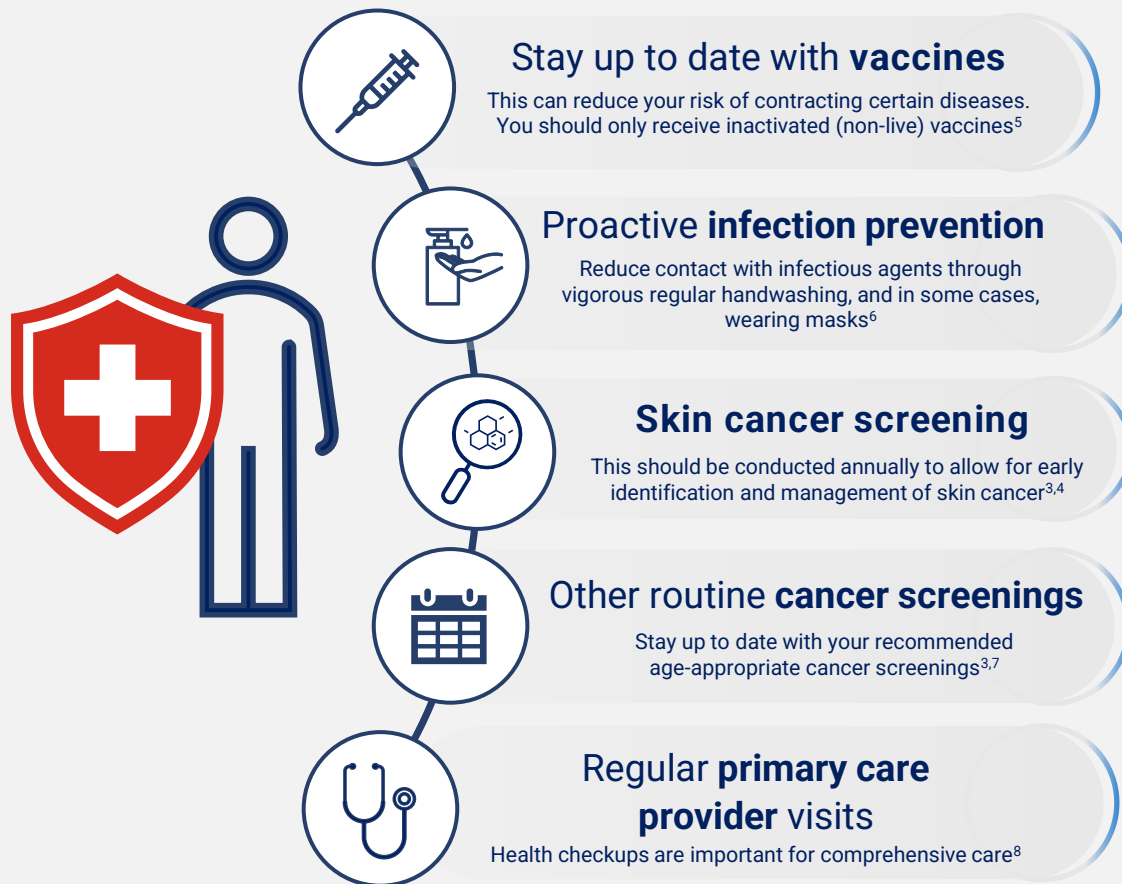 Stay up to date with vaccines
This can reduce your risk of contracting certain diseases.
You should only receive inactivated (non-live) vaccines⁵
Proactive infection prevention
Reduce contact with infectious agents through
vigorous regular handwashing, and in some cases,
wearing masks⁶
Skin cancer screening
This should be conducted annually to allow for early
identification and management of skin cancer³,⁴
Other routine cancer screenings
Stay up to date with your recommended
age-appropriate cancer screenings³,⁷
Regular primary care
provider visits
Health checkups are important for comprehensive care⁸